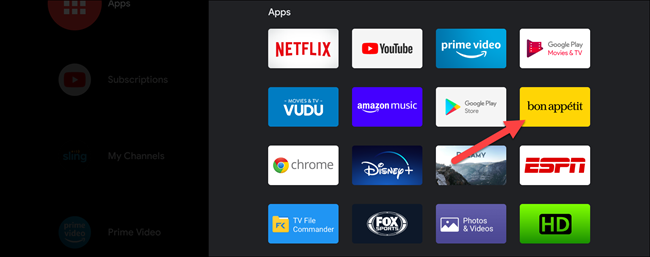 Apps
Apps
NETFLIX
YouTube
prime video
Google Play
Movies & TV
Subscriptions
MOVIES & TV
VUDU
amazon music
Google Play
Store
bon appétit
sling
My Channels
chrome
Disney+
ESPN
prime
video
Prime Video
TV File
Commander
FOX
SPORTS
Photos
& Videos
HD